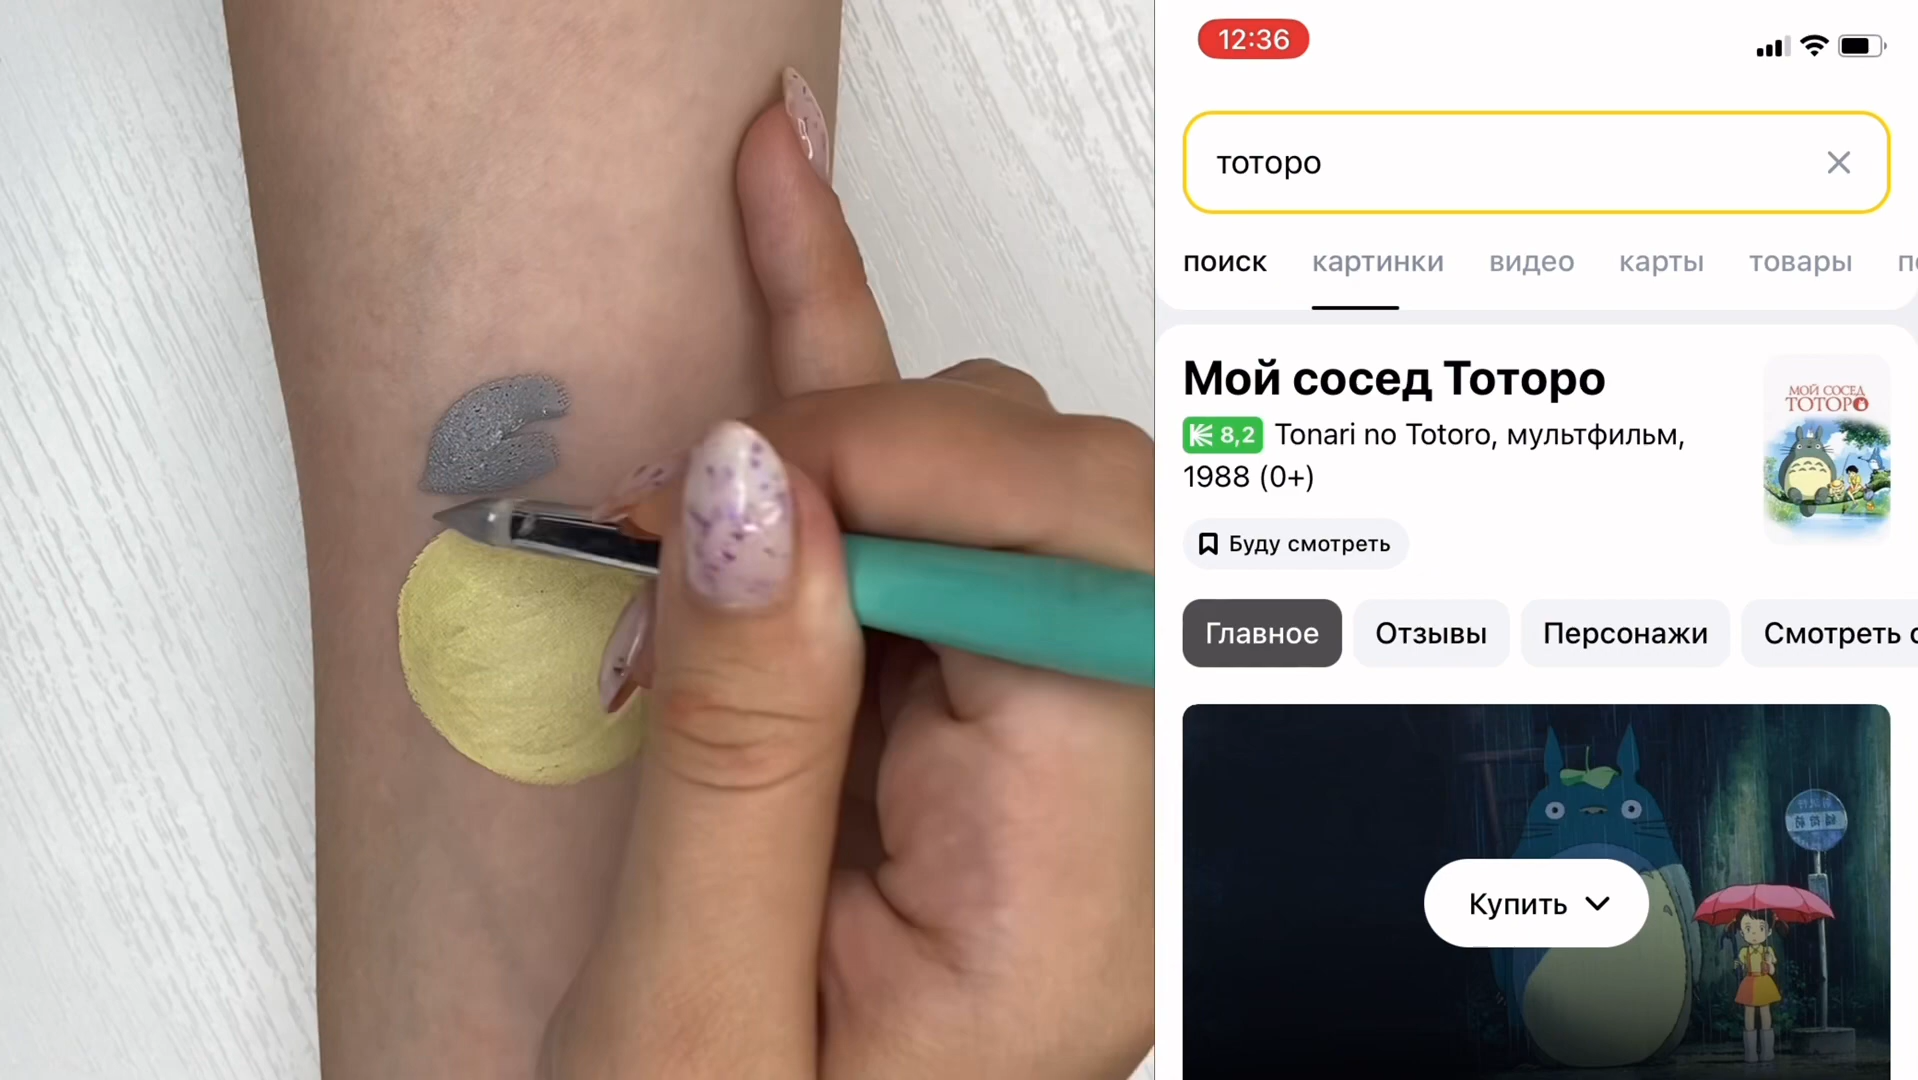 12:36
тоторо
поиск картинки видео карты товары
Мой сосед Тоторо
8,2 Tonari no Totoro, мультфильм,
1988 (0+)
МОЙ СОСЕД
ТОТОРО
Буду смотреть
Главное Отзывы Персонажи Смотреть
Купить